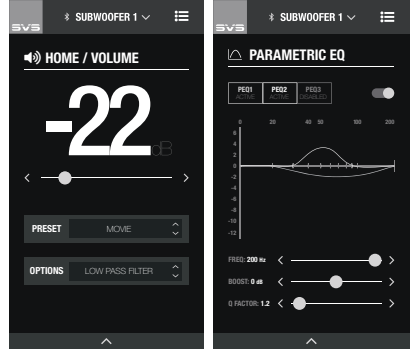 SVS
SUBWOOFER 1
HOME / VOLUME
-22
dB
PRESET MOVIE
OPTIONS LOW PASS FILTER
SVS
SUBWOOFER 1
PARAMETRIC EQ
PEQ1 PEQ2 PEQ3
ACTIVE ACTIVE DISABLED
0 20 40 50 100 200
6
4
2
0
-2
-4
-6
-8
-10
-12
FREQ: 200 Hz
BOOST: 0 dB
Q FACTOR: 1.2